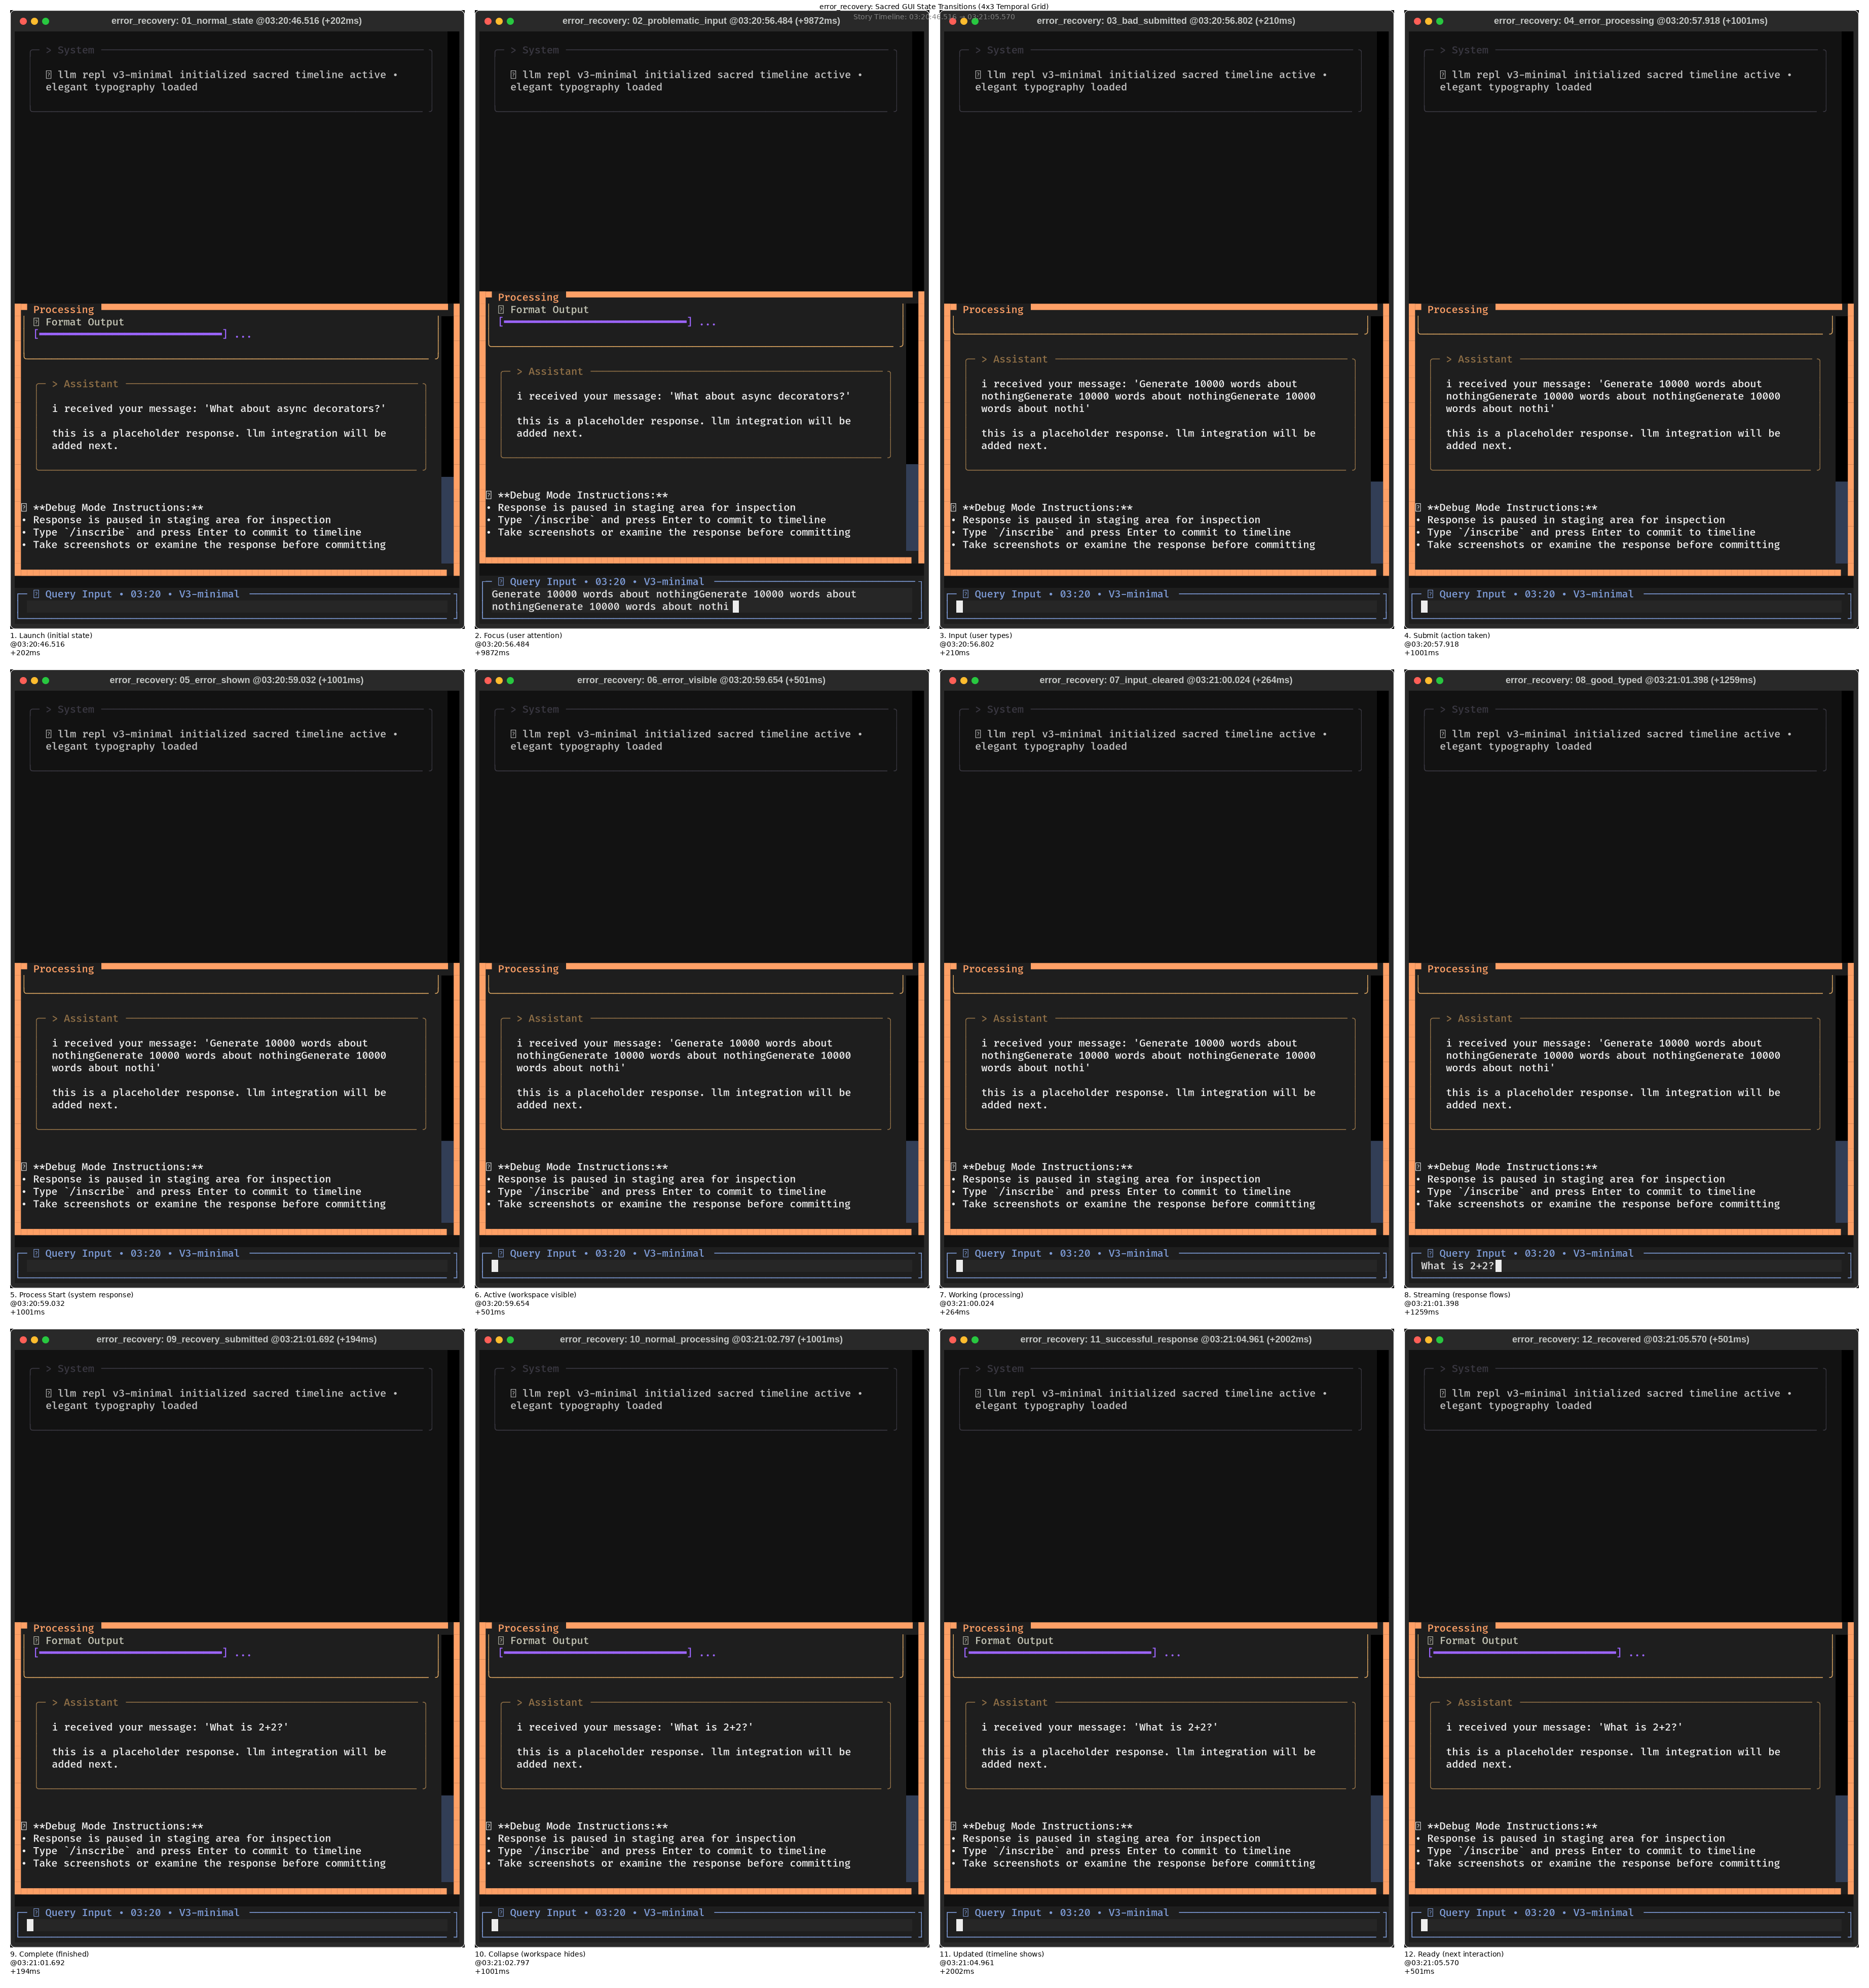 error_recovery: Sacred GUI State Transitions (4x3 Temporal Grid)
Story Timeline: 03:20:46.516 → 03:21:05.570
error_recovery: 01_normal_state @03:20:46.516 (+202ms)
> System
llm repl v3-minimal initialized sacred timeline active •
elegant typography loaded
Processing
Format Output
[━━━━━━━━━━━━━━━━━━━━━━━━━━━━━━] ...
> Assistant
i received your message: 'What about async decorators?'
this is a placeholder response. llm integration will be
added next.
**Debug Mode Instructions:**
• Response is paused in staging area for inspection
• Type `/inscribe` and press Enter to commit to timeline
• Take screenshots or examine the response before committing
Query Input • 03:20 • V3-minimal
1. Launch (initial state)
@03:20:46.516
+202ms
error_recovery: 02_problematic_input @03:20:56.484 (+9872ms)
> System
llm repl v3-minimal initialized sacred timeline active •
elegant typography loaded
Processing
Format Output
[━━━━━━━━━━━━━━━━━━━━━━━━━━━━━━] ...
> Assistant
i received your message: 'What about async decorators?'
this is a placeholder response. llm integration will be
added next.
**Debug Mode Instructions:**
• Response is paused in staging area for inspection
• Type `/inscribe` and press Enter to commit to timeline
• Take screenshots or examine the response before committing
Query Input • 03:20 • V3-minimal
Generate 10000 words about nothingGenerate 10000 words about
nothingGenerate 10000 words about nothi
2. Focus (user attention)
@03:20:56.484
+9872ms
error_recovery: 03_bad_submitted @03:20:56.802 (+210ms)
> System
llm repl v3-minimal initialized sacred timeline active •
elegant typography loaded
Processing
> Assistant
i received your message: 'Generate 10000 words about
nothingGenerate 10000 words about nothingGenerate 10000
words about nothi'
this is a placeholder response. llm integration will be
added next.
**Debug Mode Instructions:**
• Response is paused in staging area for inspection
• Type `/inscribe` and press Enter to commit to timeline
• Take screenshots or examine the response before committing
Query Input • 03:20 • V3-minimal
3. Input (user types)
@03:20:56.802
+210ms
error_recovery: 04_error_processing @03:20:57.918 (+1001ms)
> System
llm repl v3-minimal initialized sacred timeline active •
elegant typography loaded
Processing
> Assistant
i received your message: 'Generate 10000 words about
nothingGenerate 10000 words about nothingGenerate 10000
words about nothi'
this is a placeholder response. llm integration will be
added next.
**Debug Mode Instructions:**
• Response is paused in staging area for inspection
• Type `/inscribe` and press Enter to commit to timeline
• Take screenshots or examine the response before committing
Query Input • 03:20 • V3-minimal
4. Submit (action taken)
@03:20:57.918
+1001ms
error_recovery: 05_error_shown @03:20:59.032 (+1001ms)
> System
llm repl v3-minimal initialized sacred timeline active •
elegant typography loaded
Processing
> Assistant
i received your message: 'Generate 10000 words about
nothingGenerate 10000 words about nothingGenerate 10000
words about nothi'
this is a placeholder response. llm integration will be
added next.
**Debug Mode Instructions:**
• Response is paused in staging area for inspection
• Type `/inscribe` and press Enter to commit to timeline
• Take screenshots or examine the response before committing
Query Input • 03:20 • V3-minimal
5. Process Start (system response)
@03:20:59.032
+1001ms
error_recovery: 06_error_visible @03:20:59.654 (+501ms)
> System
llm repl v3-minimal initialized sacred timeline active •
elegant typography loaded
Processing
> Assistant
i received your message: 'Generate 10000 words about
nothingGenerate 10000 words about nothingGenerate 10000
words about nothi'
this is a placeholder response. llm integration will be
added next.
**Debug Mode Instructions:**
• Response is paused in staging area for inspection
• Type `/inscribe` and press Enter to commit to timeline
• Take screenshots or examine the response before committing
Query Input • 03:20 • V3-minimal
6. Active (workspace visible)
@03:20:59.654
+501ms
error_recovery: 07_input_cleared @03:21:00.024 (+264ms)
> System
llm repl v3-minimal initialized sacred timeline active •
elegant typography loaded
Processing
> Assistant
i received your message: 'Generate 10000 words about
nothingGenerate 10000 words about nothingGenerate 10000
words about nothi'
this is a placeholder response. llm integration will be
added next.
**Debug Mode Instructions:**
• Response is paused in staging area for inspection
• Type `/inscribe` and press Enter to commit to timeline
• Take screenshots or examine the response before committing
Query Input • 03:20 • V3-minimal
7. Working (processing)
@03:21:00.024
+264ms
error_recovery: 08_good_typed @03:21:01.398 (+1259ms)
> System
llm repl v3-minimal initialized sacred timeline active •
elegant typography loaded
Processing
> Assistant
i received your message: 'Generate 10000 words about
nothingGenerate 10000 words about nothingGenerate 10000
words about nothi'
this is a placeholder response. llm integration will be
added next.
**Debug Mode Instructions:**
• Response is paused in staging area for inspection
• Type `/inscribe` and press Enter to commit to timeline
• Take screenshots or examine the response before committing
Query Input • 03:20 • V3-minimal
What is 2+2?
8. Streaming (response flows)
@03:21:01.398
+1259ms
error_recovery: 09_recovery_submitted @03:21:01.692 (+194ms)
> System
llm repl v3-minimal initialized sacred timeline active •
elegant typography loaded
Processing
Format Output
[━━━━━━━━━━━━━━━━━━━━━━━━━━━━━━] ...
> Assistant
i received your message: 'What is 2+2?'
this is a placeholder response. llm integration will be
added next.
**Debug Mode Instructions:**
• Response is paused in staging area for inspection
• Type `/inscribe` and press Enter to commit to timeline
• Take screenshots or examine the response before committing
Query Input • 03:20 • V3-minimal
9. Complete (finished)
@03:21:01.692
+194ms
error_recovery: 10_normal_processing @03:21:02.797 (+1001ms)
> System
llm repl v3-minimal initialized sacred timeline active •
elegant typography loaded
Processing
Format Output
[━━━━━━━━━━━━━━━━━━━━━━━━━━━━━━] ...
> Assistant
i received your message: 'What is 2+2?'
this is a placeholder response. llm integration will be
added next.
**Debug Mode Instructions:**
• Response is paused in staging area for inspection
• Type `/inscribe` and press Enter to commit to timeline
• Take screenshots or examine the response before committing
Query Input • 03:20 • V3-minimal
10. Collapse (workspace hides)
@03:21:02.797
+1001ms
error_recovery: 11_successful_response @03:21:04.961 (+2002ms)
> System
llm repl v3-minimal initialized sacred timeline active •
elegant typography loaded
Processing
Format Output
[━━━━━━━━━━━━━━━━━━━━━━━━━━━━━━] ...
> Assistant
i received your message: 'What is 2+2?'
this is a placeholder response. llm integration will be
added next.
**Debug Mode Instructions:**
• Response is paused in staging area for inspection
• Type `/inscribe` and press Enter to commit to timeline
• Take screenshots or examine the response before committing
Query Input • 03:20 • V3-minimal
11. Updated (timeline shows)
@03:21:04.961
+2002ms
error_recovery: 12_recovered @03:21:05.570 (+501ms)
> System
llm repl v3-minimal initialized sacred timeline active •
elegant typography loaded
Processing
Format Output
[━━━━━━━━━━━━━━━━━━━━━━━━━━━━━━] ...
> Assistant
i received your message: 'What is 2+2?'
this is a placeholder response. llm integration will be
added next.
**Debug Mode Instructions:**
• Response is paused in staging area for inspection
• Type `/inscribe` and press Enter to commit to timeline
• Take screenshots or examine the response before committing
Query Input • 03:20 • V3-minimal
12. Ready (next interaction)
@03:21:05.570
+501ms